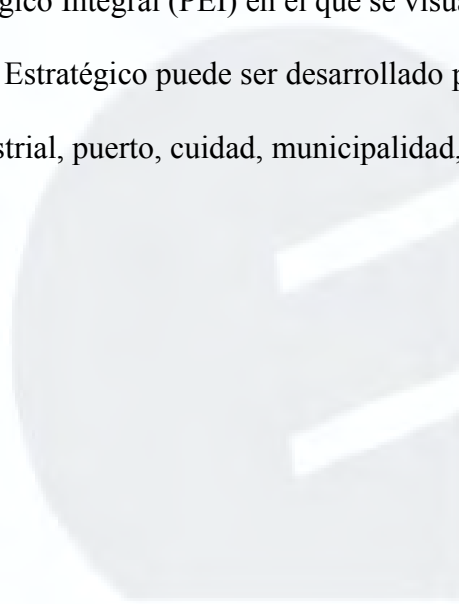 gico Integral (PEI) en el que se visua
Estratégico puede ser desarrollado p
strial, puerto, cuidad, municipalidad,